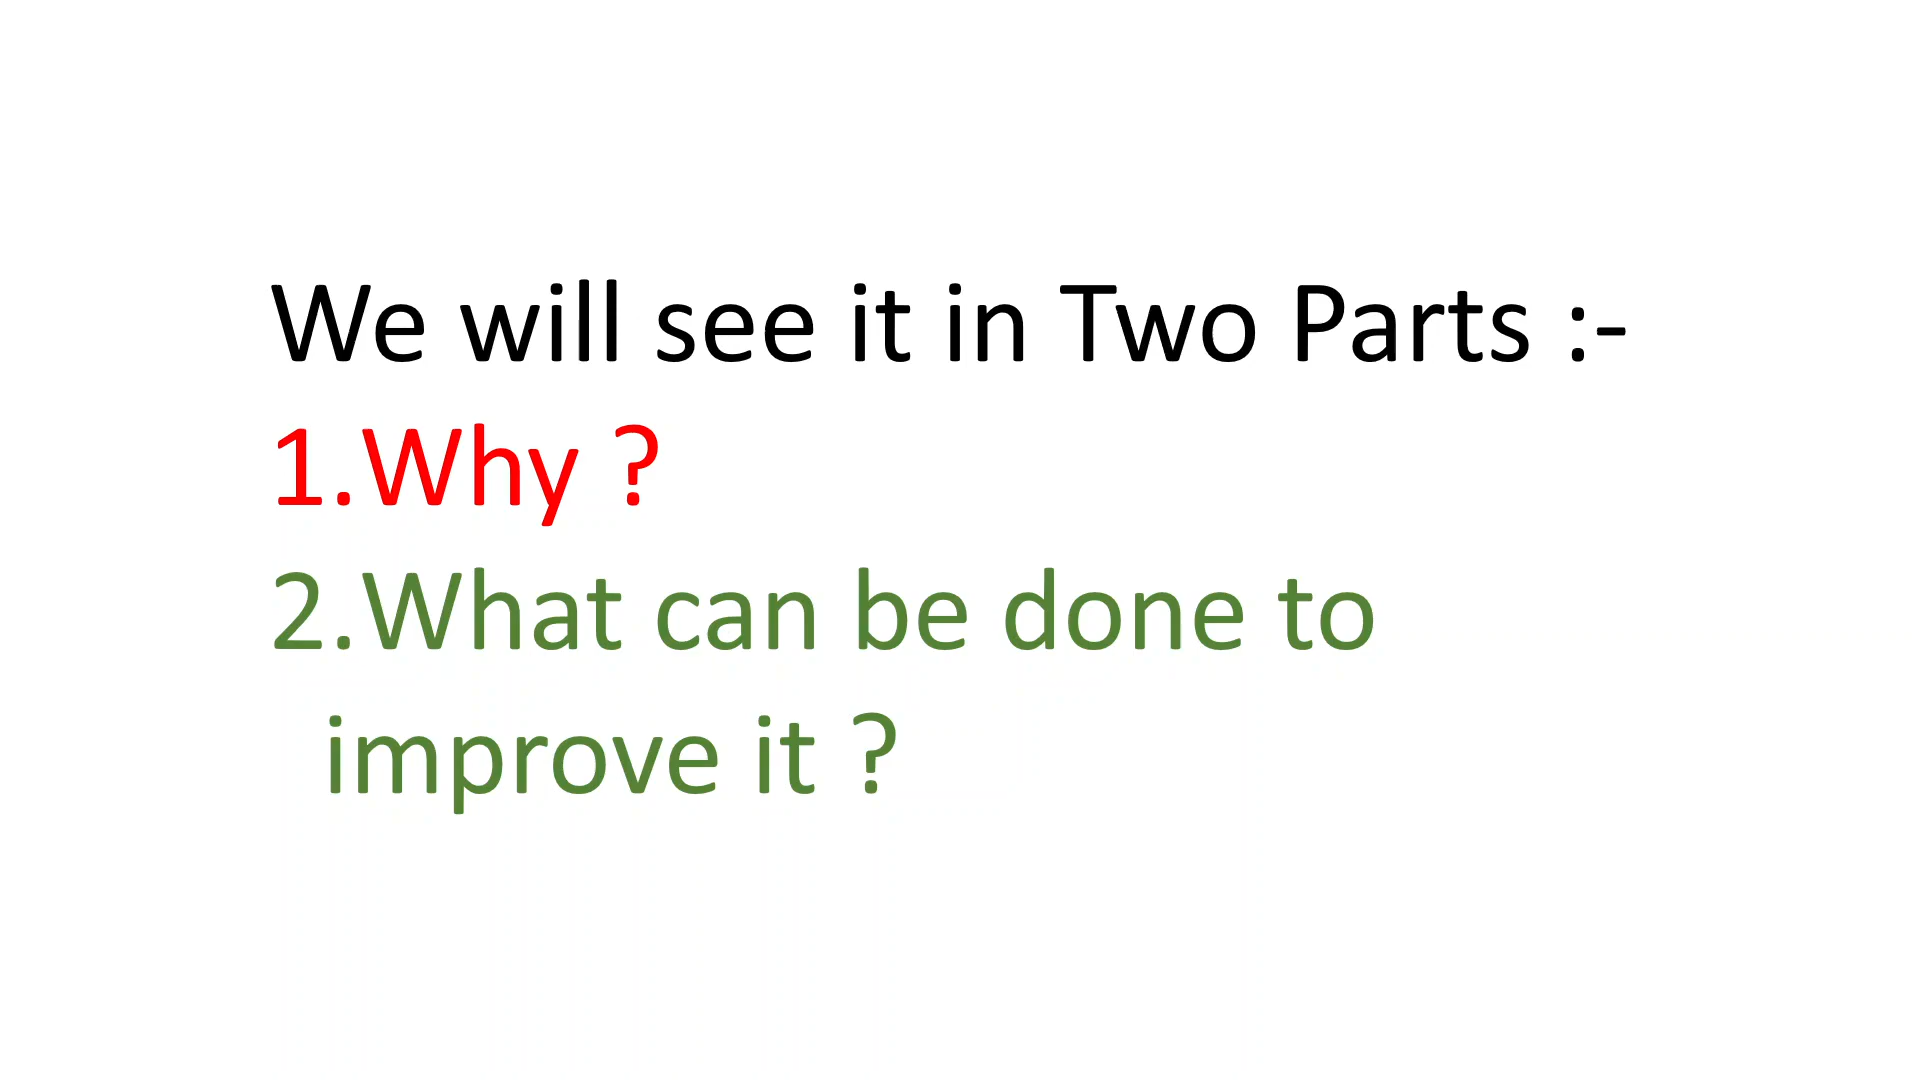 We will see it in Two Parts :-
1.Why ?
2.What can be done to
improve it ?